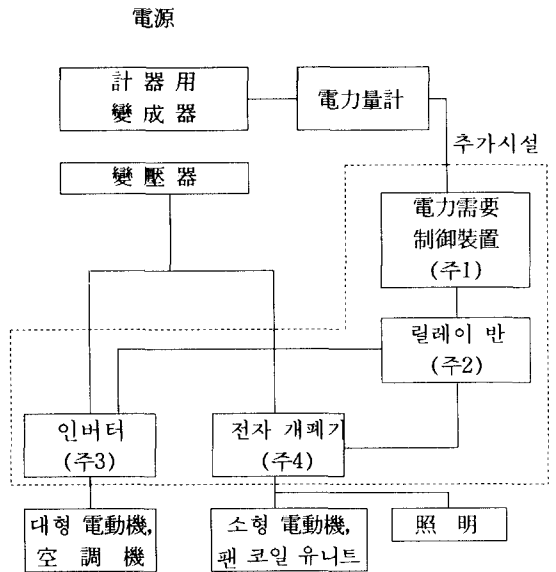 電源
計器用
變成器
電力量計
추가시설
變壓器
電力需要
制御裝置
(주1)
릴레이 반
(주2)
인버터
(주3)
전자 개폐기
(주4)
대형 電動機,
空調機
소형 電動機,
팬 코일 유니트
照明